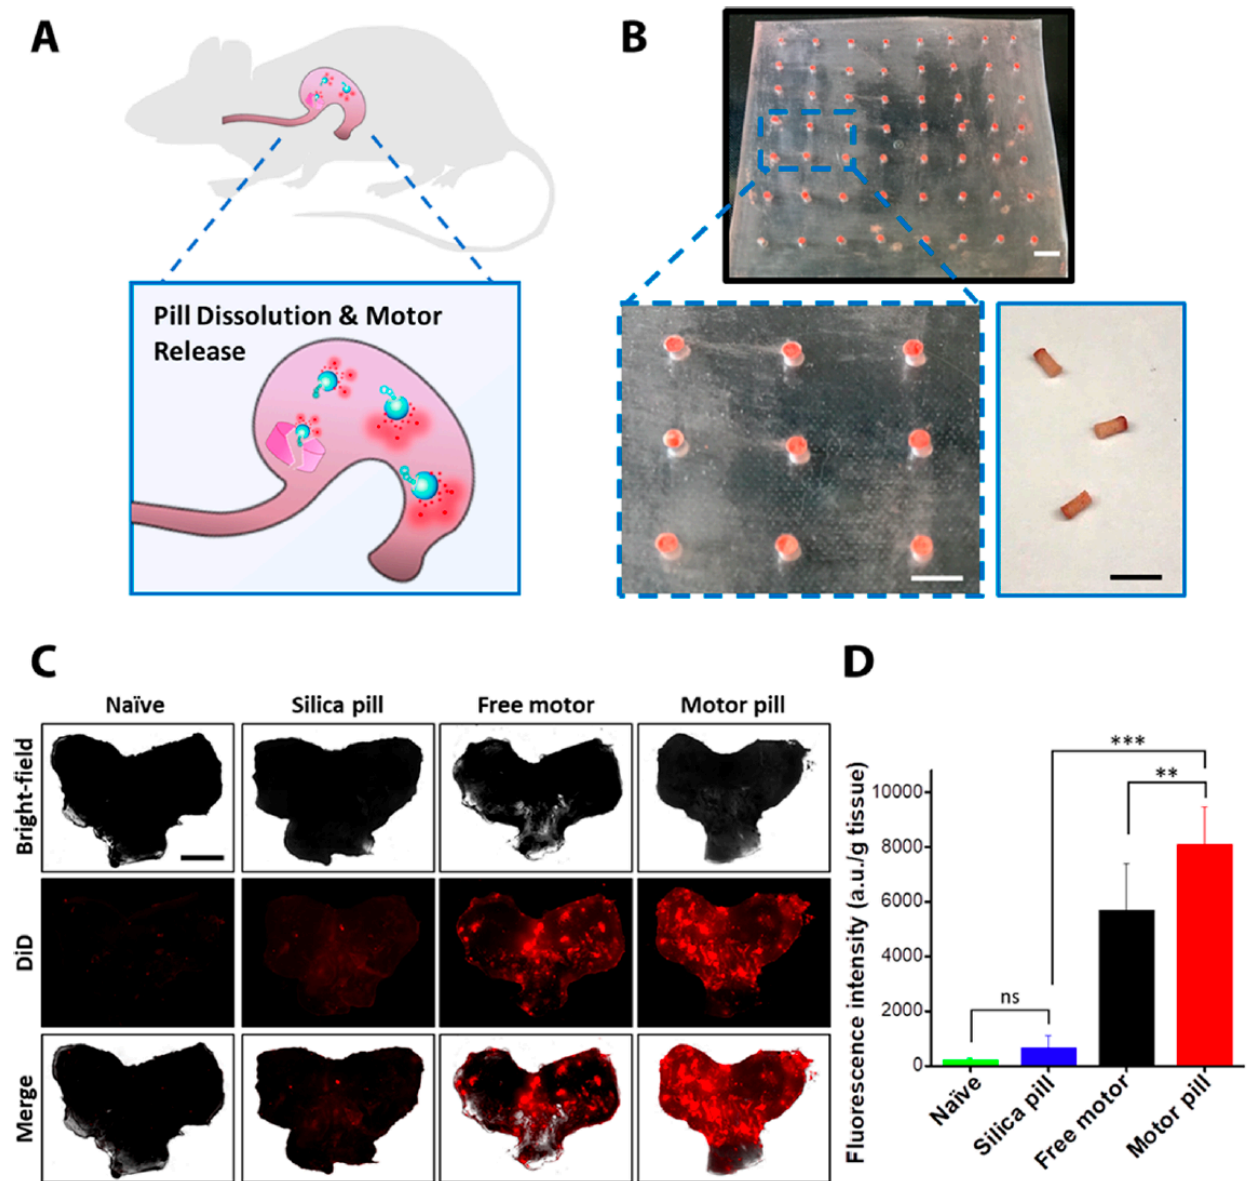 A
B
Pill Dissolution & Motor
Release
C
D
Naïve
Silica pill
Free motor
Motor pill
Bright-field
DiD
Merge
Fluorescence intensity (a.u./g tissue)
10000
8000
6000
4000
2000
0
ns
***
**
Naïve
Silica pill
Free motor
Motor pill